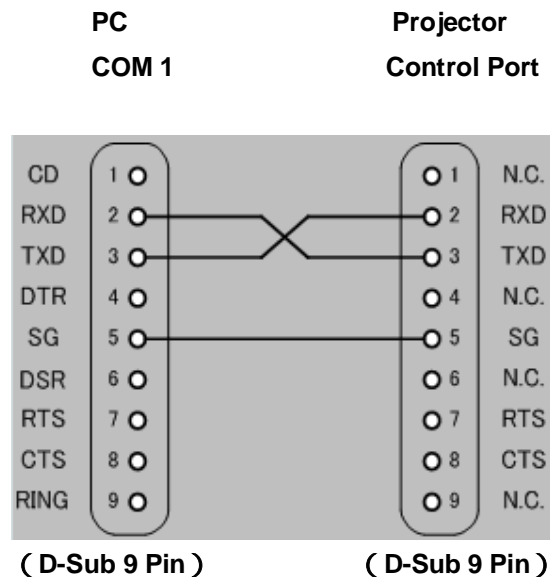 PC Projector
COM 1 Control Port
CD 1 1 N.C.
RXD 2 2 RXD
TXD 3 3 TXD
DTR 4 4 N.C.
SG 5 5 SG
DSR 6 6 N.C.
RTS 7 7 RTS
CTS 8 8 CTS
RING 9 9 N.C.
( D-Sub 9 Pin ) ( D-Sub 9 Pin )